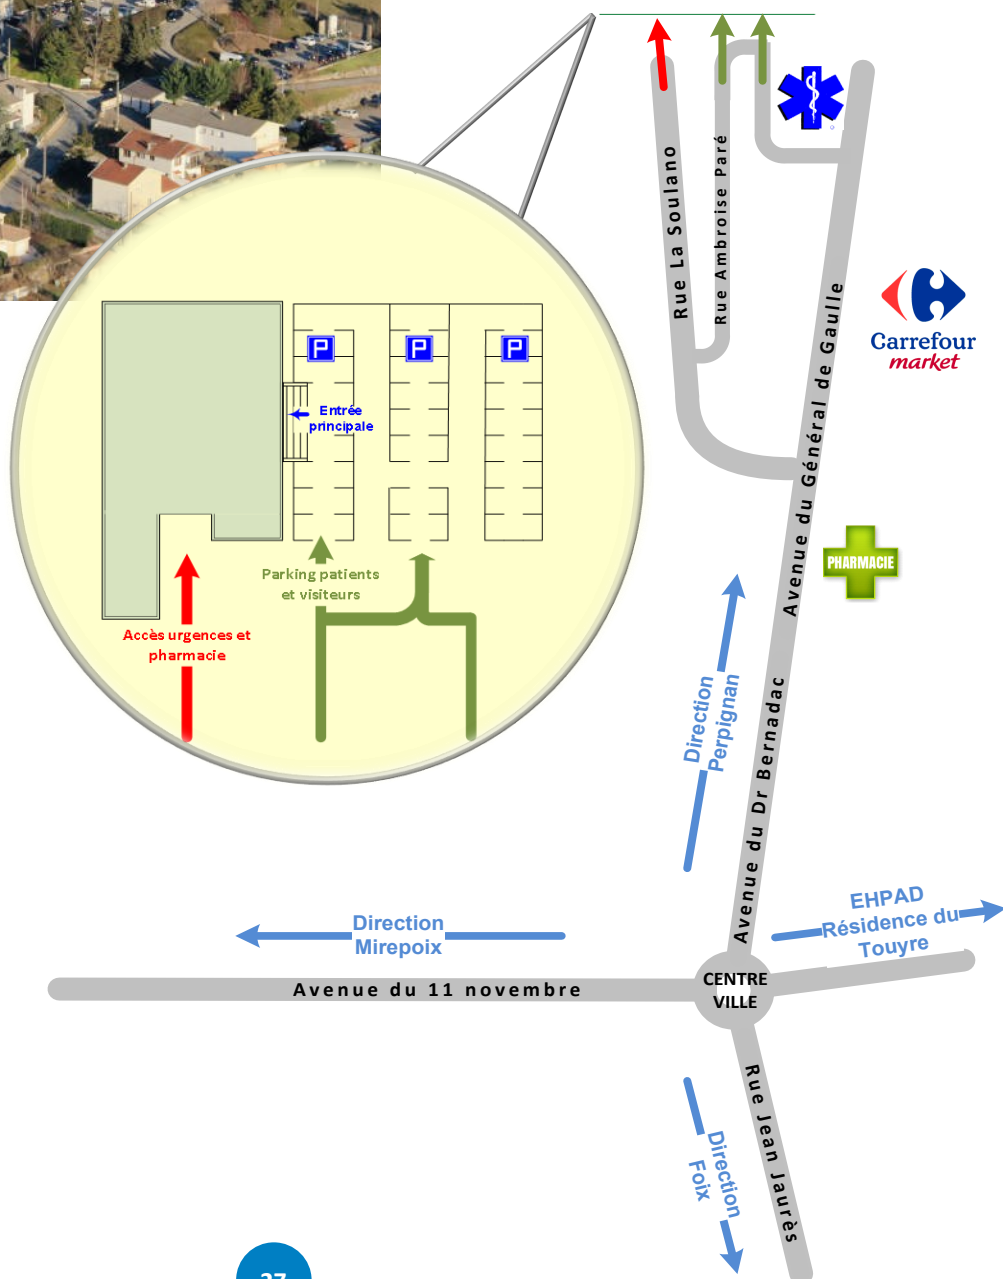 Rue La Soulano
Rue Ambroise Paré
Avenue du Général de Gaulle
Carrefour
market
P
P
P
Entrée
principale
Parking patients
et visiteurs
Accès urgences et
pharmacie
PHARMACIE
Direction
Perpignan
Avenue du Dr Bernadac
EHPAD
Résidence du
Touyre
Direction
Mirepoix
Avenue du 11 novembre
CENTRE
VILLE
Rue Jean Jaurès
Direction
Foix
37